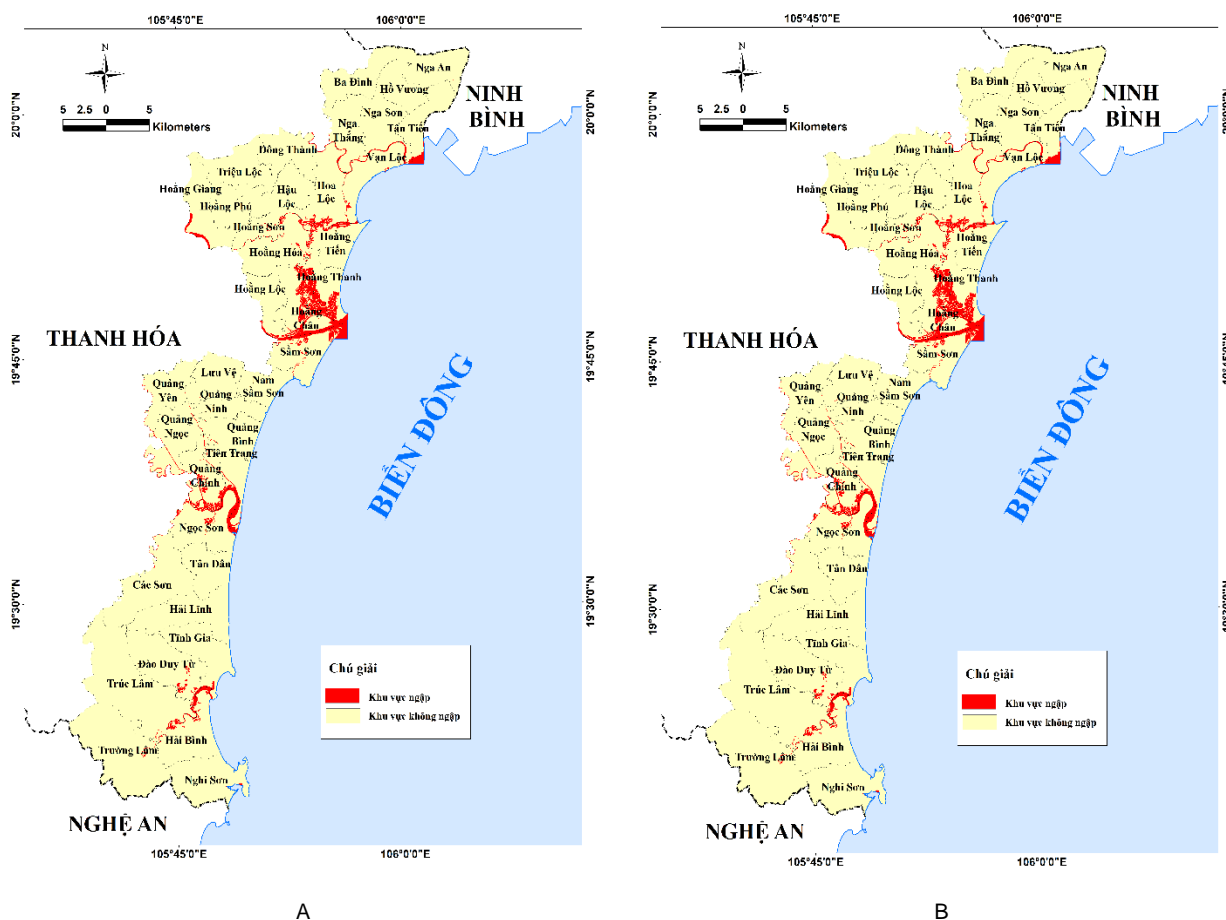 105°45'0"E
106°0'0"E
N
5 2.5 0 5
Kilometers
20°0'0"N
20°0'0"N
NINH
BÌNH
Nga An
Ba Đình
Hồ Vương
Nga Sơn
Nga
Thắng
Tân Tiến
Đông Thành
Vạn Lộc
Triệu Lộc
Hoằng Giang
Hậu
Lộc
Hoa
Lộc
Hoằng Phú
Hoằng Sơn
Hoằng
Tiến
Hoằng Hóa
Hoằng Thanh
Hoằng Lộc
Hoằng
Châu
THANH HÓA
19°45'0"N
19°45'0"N
Sầm Sơn
Lưu Vệ
Quảng
Yên
Nam
Sầm Sơn
Quảng
Ninh
Quảng
Ngọc
Quảng
Bình
Tiên Trang
Quảng
Chính
BIỂN ĐÔNG
Ngọc Sơn
Tân Dân
Các Sơn
19°30'0"N
19°30'0"N
Hải Lĩnh
Tĩnh Gia
Đào Duy Từ
Trúc Lâm
Hải Bình
Trường Lâm
Nghi Sơn
NGHỆ AN
Chú giải
Khu vực ngập
Khu vực không ngập
105°45'0"E
106°0'0"E
A
105°45'0"E
106°0'0"E
N
5 2.5 0 5
Kilometers
20°0'0"N
NINH
BÌNH
Nga An
Ba Đình
Hồ Vương
Nga Sơn
Nga
Thắng
Tân Tiến
Đông Thành
Vạn Lộc
Triệu Lộc
Hoằng Giang
Hậu
Lộc
Hoa
Lộc
Hoằng Phú
Hoằng Sơn
Hoằng
Tiến
Hoằng Hóa
Hoằng Thanh
Hoằng Lộc
Hoằng
Châu
THANH HÓA
19°45'0"N
Sầm Sơn
Lưu Vệ
Quảng
Yên
Nam
Sầm Sơn
Quảng
Ninh
Quảng
Ngọc
Quảng
Bình
Tiên Trang
Quảng
Chính
BIỂN ĐÔNG
Ngọc Sơn
Tân Dân
Các Sơn
19°30'0"N
Hải Lĩnh
Tĩnh Gia
Đào Duy Từ
Trúc Lâm
Hải Bình
Trường Lâm
Nghi Sơn
NGHỆ AN
Chú giải
Khu vực ngập
Khu vực không ngập
105°45'0"E
106°0'0"E
B